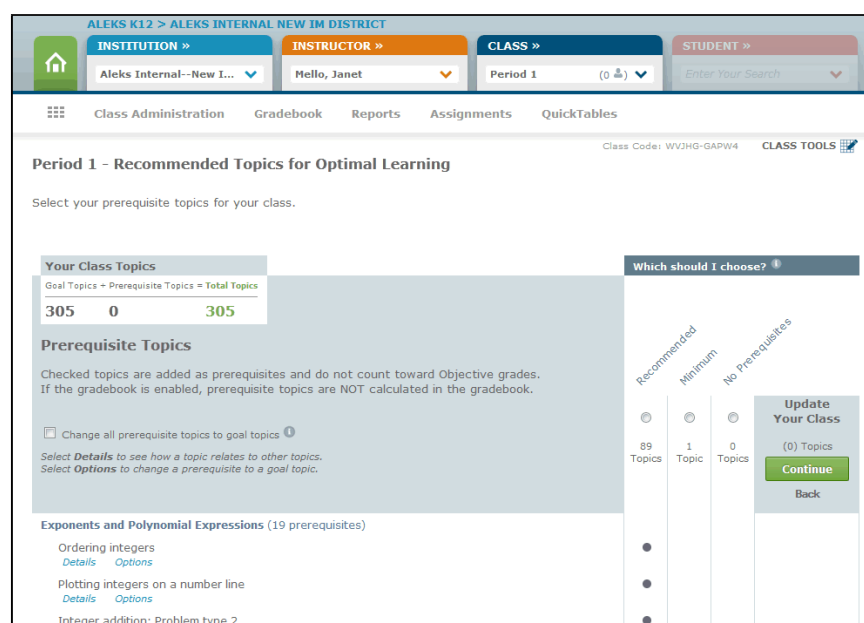 ALEKS K12 > ALEKS INTERNAL NEW IM DISTRICT
INSTITUTION »
INSTRUCTOR »
CLASS »
STUDENT »
Aleks Internal--New I...
Mello, Janet
Period 1 (0 )
Enter Your Search
Class Administration Gradebook Reports Assignments QuickTables
Class Code: WVJHG-GAPW4 CLASS TOOLS
Period 1 - Recommended Topics for Optimal Learning
Select your prerequisite topics for your class.
Your Class Topics
Goal Topics + Prerequisite Topics = Total Topics
305 0 305
Which should I choose?
Recommended
Minimum
No Prerequisites
Prerequisite Topics
Checked topics are added as prerequisites and do not count toward Objective grades.
If the gradebook is enabled, prerequisite topics are NOT calculated in the gradebook.
Change all prerequisite topics to goal topics
Select Details to see how a topic relates to other topics.
Select Options to change a prerequisite to a goal topic.
89 Topics
1 Topic
0 Topics
Update
Your Class
(0) Topics
Continue
Back
Exponents and Polynomial Expressions (19 prerequisites)
Ordering integers
Details Options
Plotting integers on a number line
Details Options
Integer addition: Problem type 2